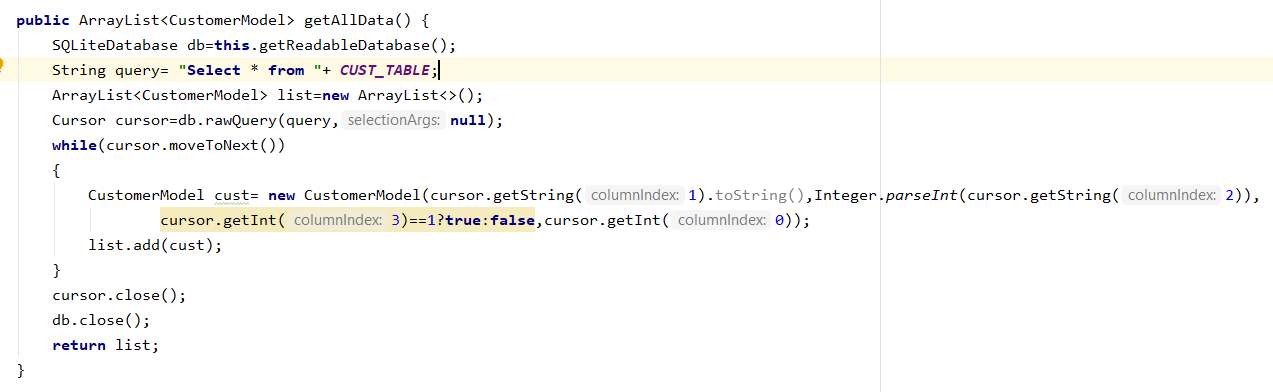 public ArrayList<CustomerModel> getAllData() {
SQLiteDatabase db=this.getReadableDatabase();
String query= "Select * from "+ CUST_TABLE;
ArrayList<CustomerModel> list=new ArrayList<>();
Cursor cursor=db.rawQuery(query, selectionArgs: null);
while(cursor.moveToNext())
{
CustomerModel cust= new CustomerModel(cursor.getString( columnIndex: 1).toString(),Integer.parseInt(cursor.getString( columnIndex: 2)),
cursor.getInt( columnIndex: 3)==1?true:false,cursor.getInt( columnIndex: 0));
list.add(cust);
}
cursor.close();
db.close();
return list;
}